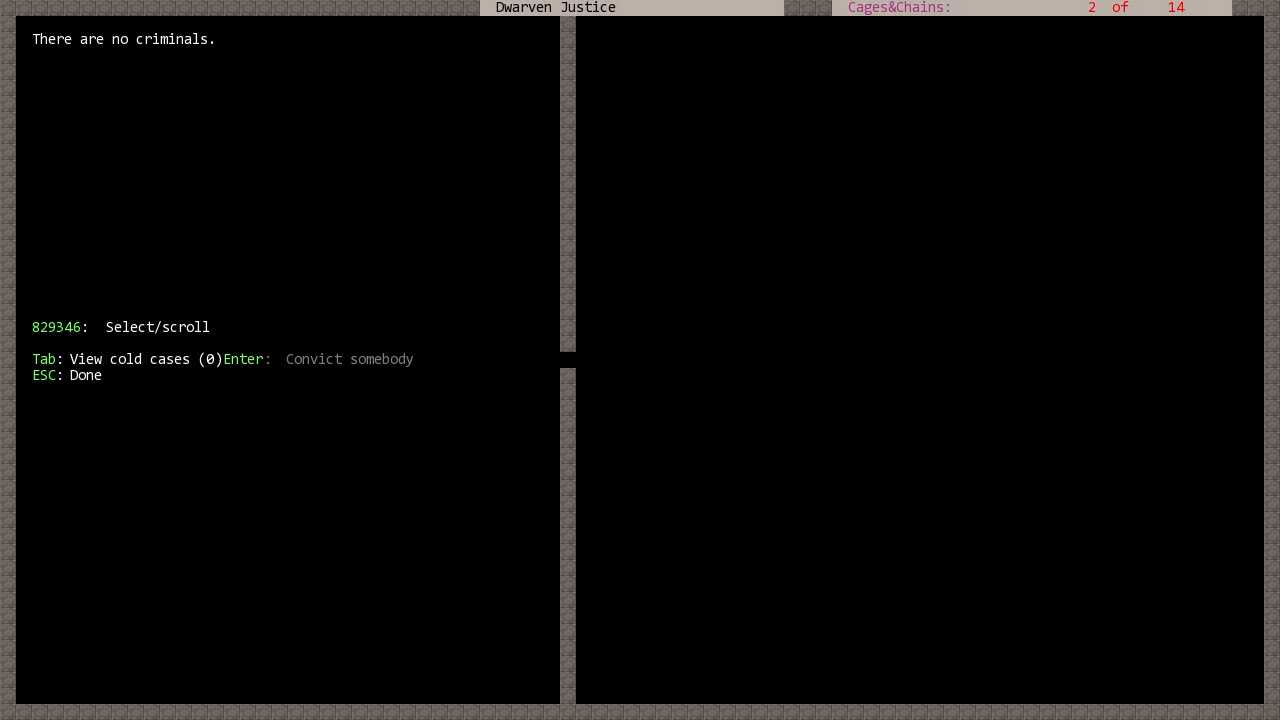 Dwarven Justice
Cages&Chains: 2 of 14
There are no criminals.
829346: Select/scroll
Tab: View cold cases (0)Enter: Convict somebody
ESC: Done